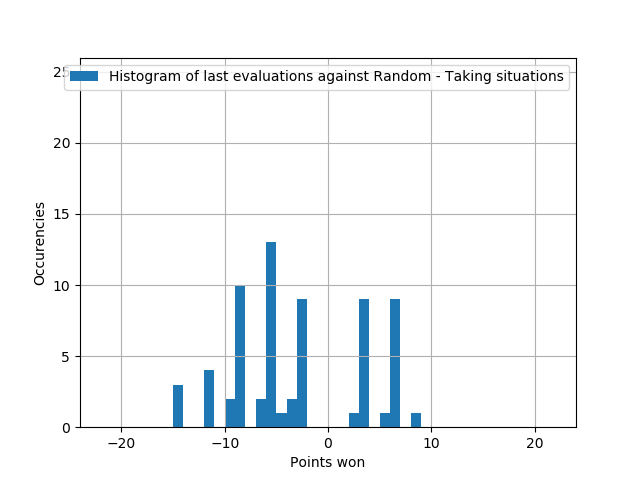 Histogram of last evaluations against Random - Taking situations
25
20
15
10
5
0
Occurencies
−20 −10 0 10 20
Points won